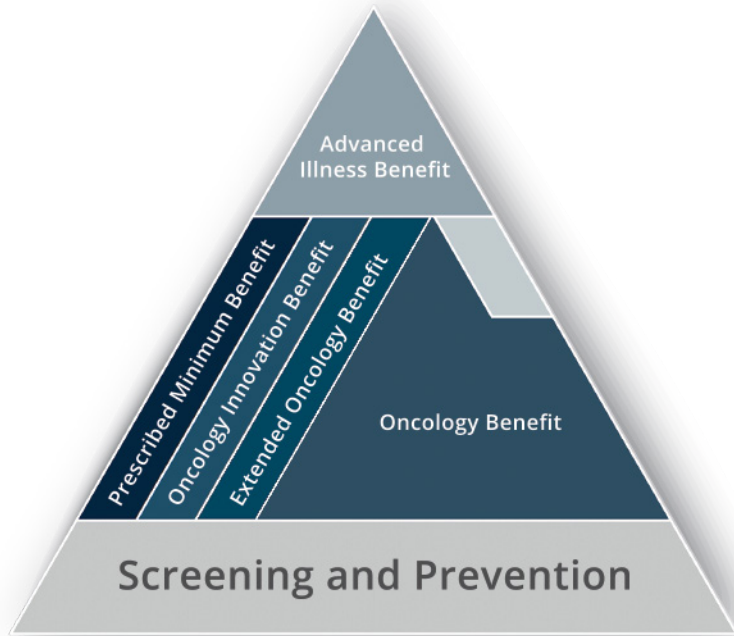 Advanced
Illness Benefit
Prescribed Minimum Benefit
Oncology Innovation Benefit
Extended Oncology Benefit
Oncology Benefit
Screening and Prevention